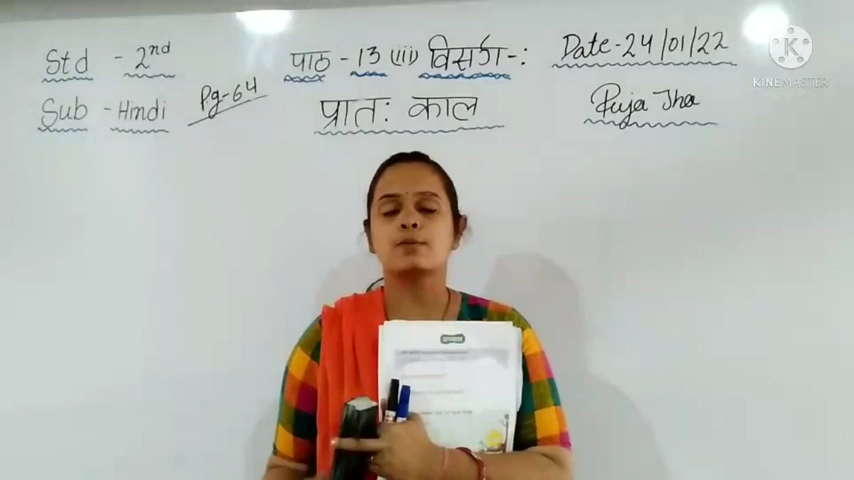 Std - 2nd
पाठ - 13 (ii) विसर्ग -:
Date - 24/01/22
Sub - Hindi
Pg-64
प्रात: काल
Puja Jha
KINEMASTER